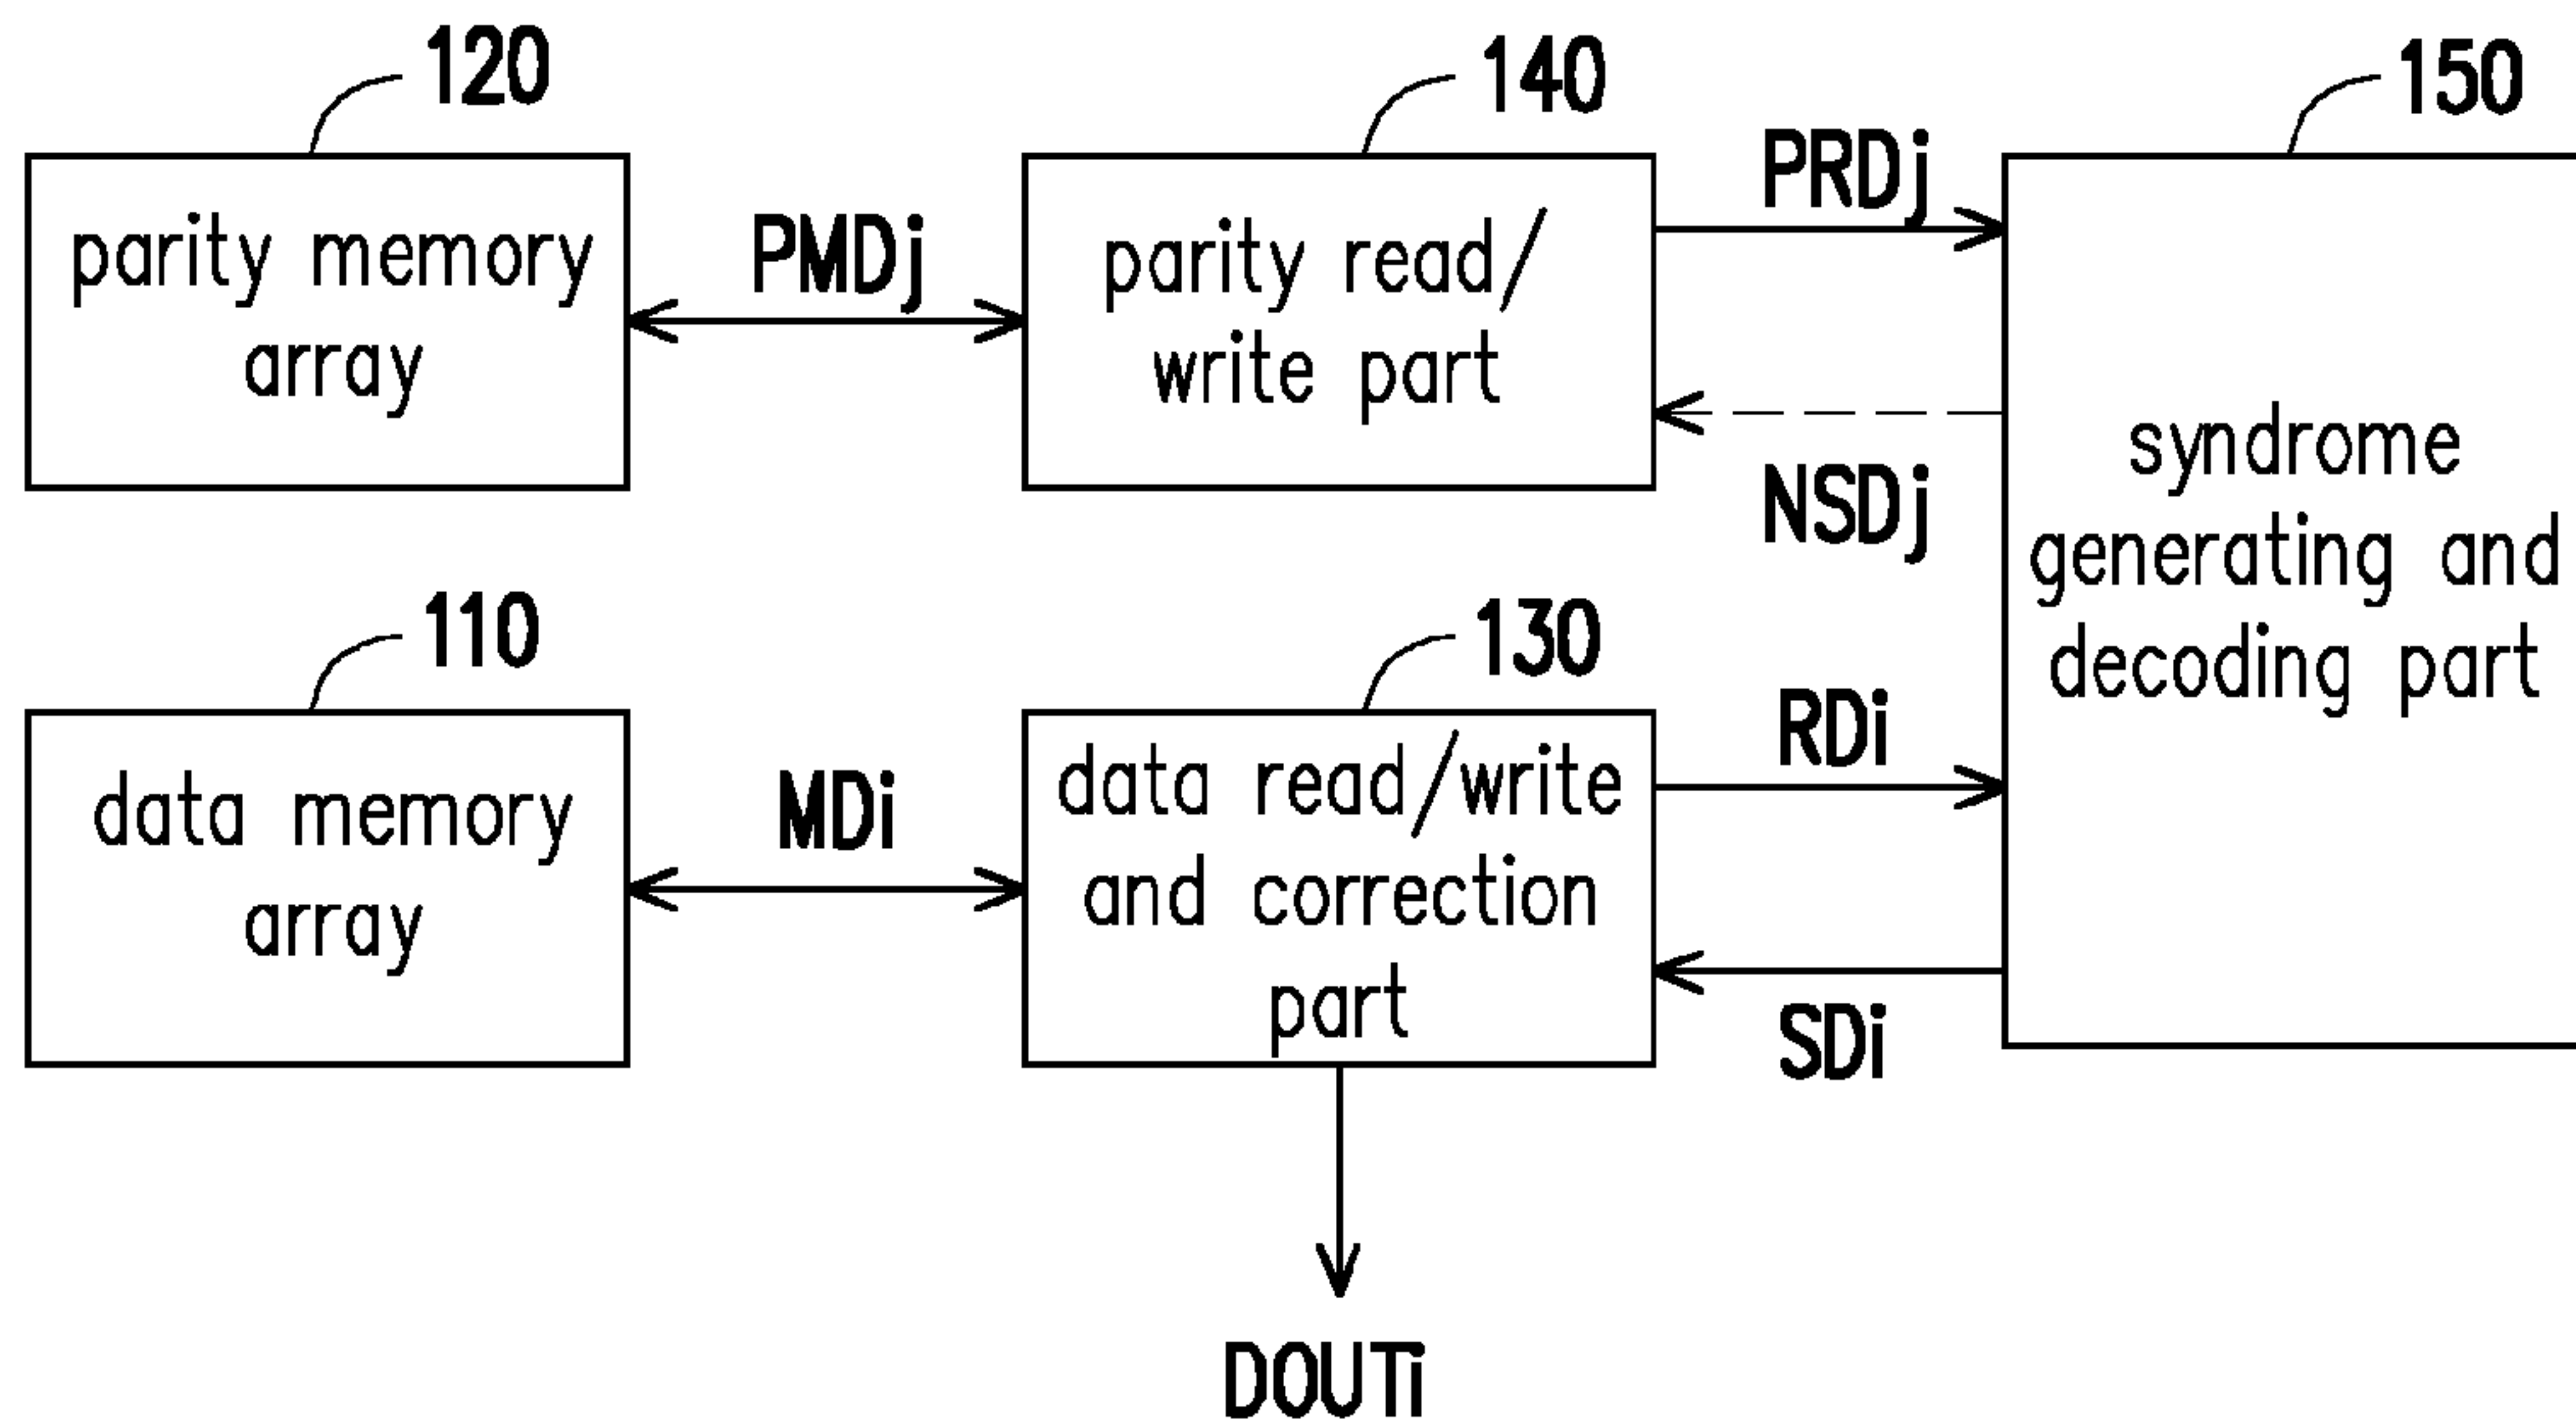 120
140
150
parity memory
array
PMDj
parity read/
write part
PRDj
NSDj
syndrome
generating and
decoding part
110
130
data memory
array
MDi
data read/write
and correction
part
RDi
SDi
DOUTi